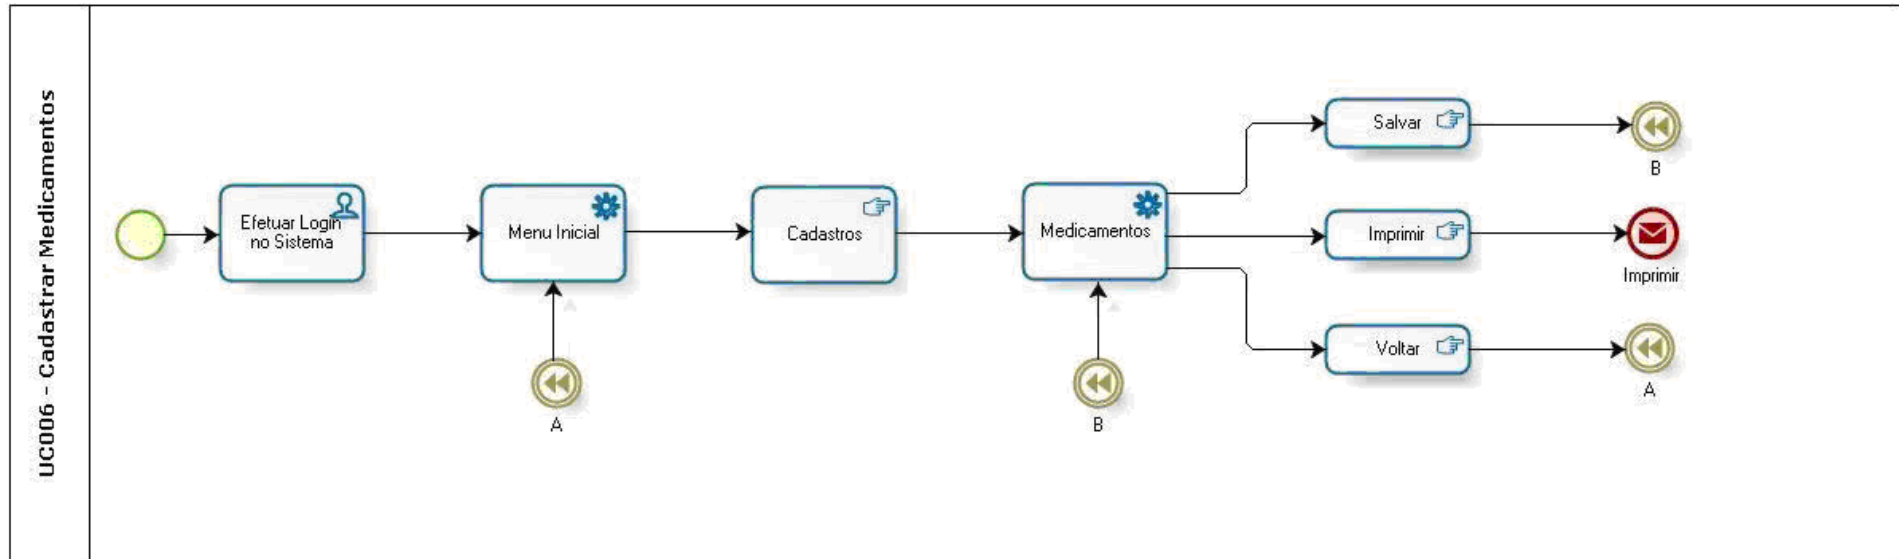 UC006 - Cadastrar Medicamentos
Efetuar Login
no Sistema
Menu Inicial
Cadastros
Medicamentos
Salvar
B
Imprimir
Imprimir
Voltar
A
A
B